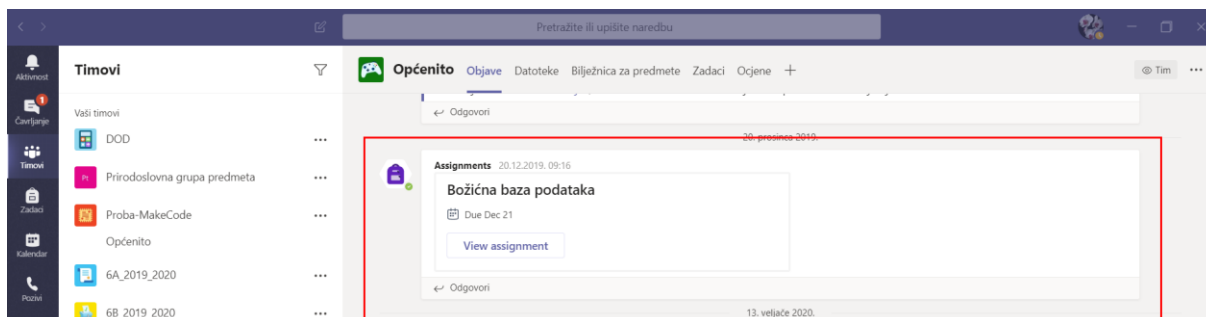 Pretražite ili upišite naredbu
Aktivnost
Čavrljanje
1
Timovi
Zadaci
Kalendar
Pozivi
Timovi
Vaši timovi
DOD
Pt Prirodoslovna grupa predmeta
Proba-MakeCode
Općenito
6A_2019_2020
6B 2019 2020
Općenito Objave Datoteke Bilježnica za predmete Zadaci Ocjene
Tim
Odgovori
20. prosinca 2019.
Assignments 20.12.2019. 09:16
Božićna baza podataka
Due Dec 21
View assignment
Odgovori
13. veljače 2020.